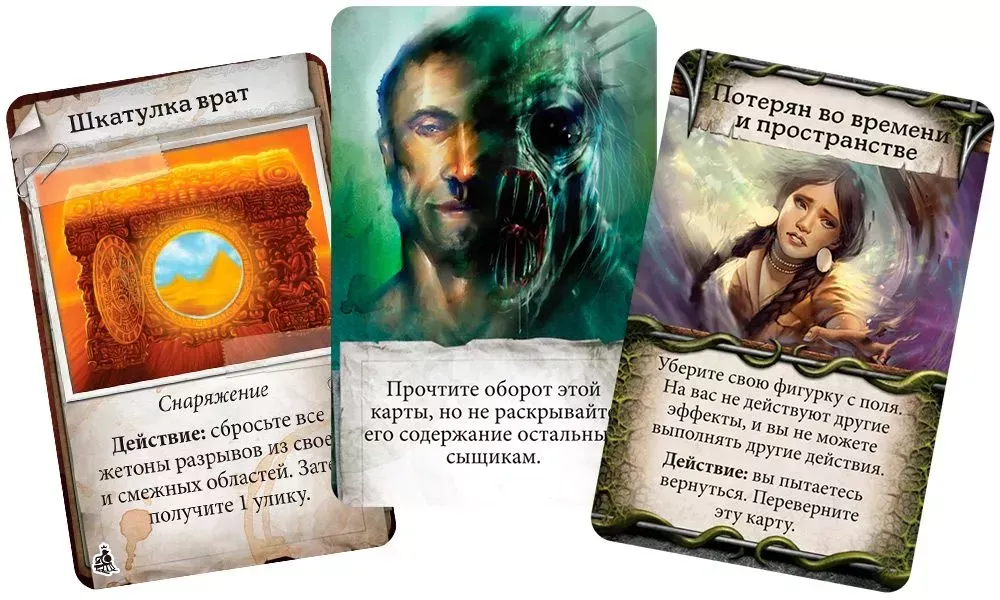 Шкатулка врат
Снаряжение
Действие: сбросьте все
жетоны разрывов из свое
и смежных областей. Зате
получите 1 улику.
Прочтите оборот этой
карты, но не раскрывайте
его содержание остальны
сыщикам.
Потерян во времени
и пространстве
Уберите свою фигурку с поля.
На вас не действуют другие
эффекты, и вы не можете
выполнять другие действия.
Действие: вы пытаетесь
вернуться. Переверните
эту карту.